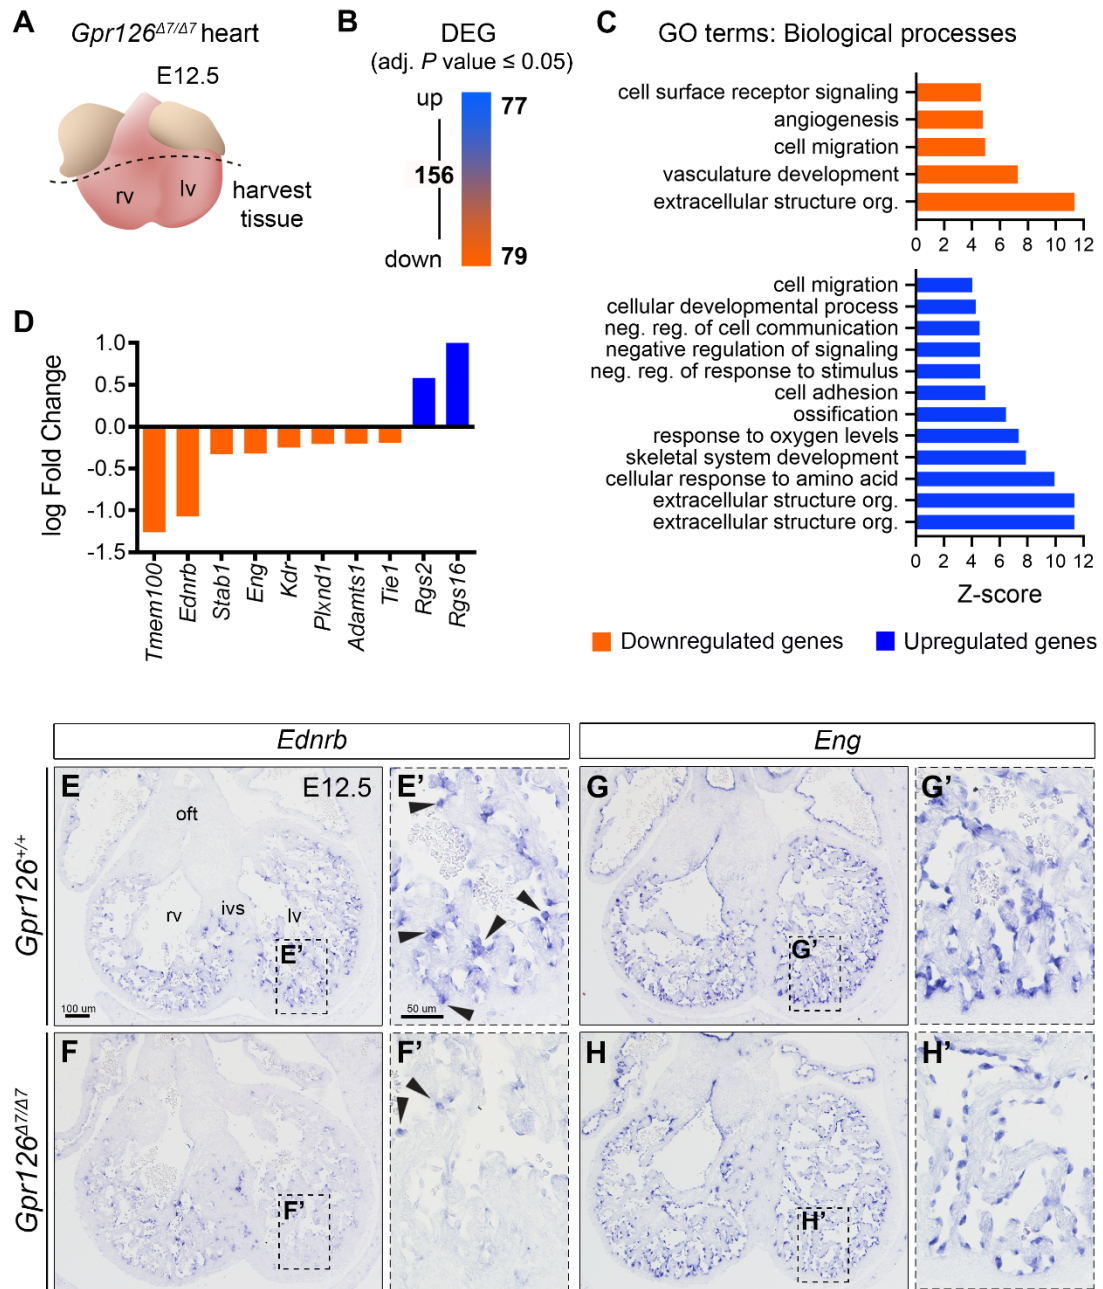 A
Gpr126Δ7/Δ7 heart
E12.5
rv
lv
harvest
tissue
B
DEG
(adj. P value ≤ 0.05)
up
77
156
down
79
C
GO terms: Biological processes
cell surface receptor signaling
angiogenesis
cell migration
vasculature development
extracellular structure org.
0 2 4 6 8 10 12
cell migration
cellular developmental process
neg. reg. of cell communication
negative regulation of signaling
neg. reg. of response to stimulus
cell adhesion
ossification
response to oxygen levels
skeletal system development
cellular response to amino acid
extracellular structure org.
extracellular structure org.
0 2 4 6 8 10 12
Z-score
Downregulated genes
Upregulated genes
D
log Fold Change
1.0
0.5
0.0
-0.5
-1.0
-1.5
Tmem100
Ednrb
Stab1
Eng
Kdr
Plxnd1
Adamts1
Tie1
Rgs2
Rgs16
Ednrb
Eng
Gpr126+/+
E
E12.5
oft
rv
ivs
lv
E’
100 um
E’
50 um
G
G’
G’
Gpr126Δ7/Δ7
F
F’
F’
H
H’
H’